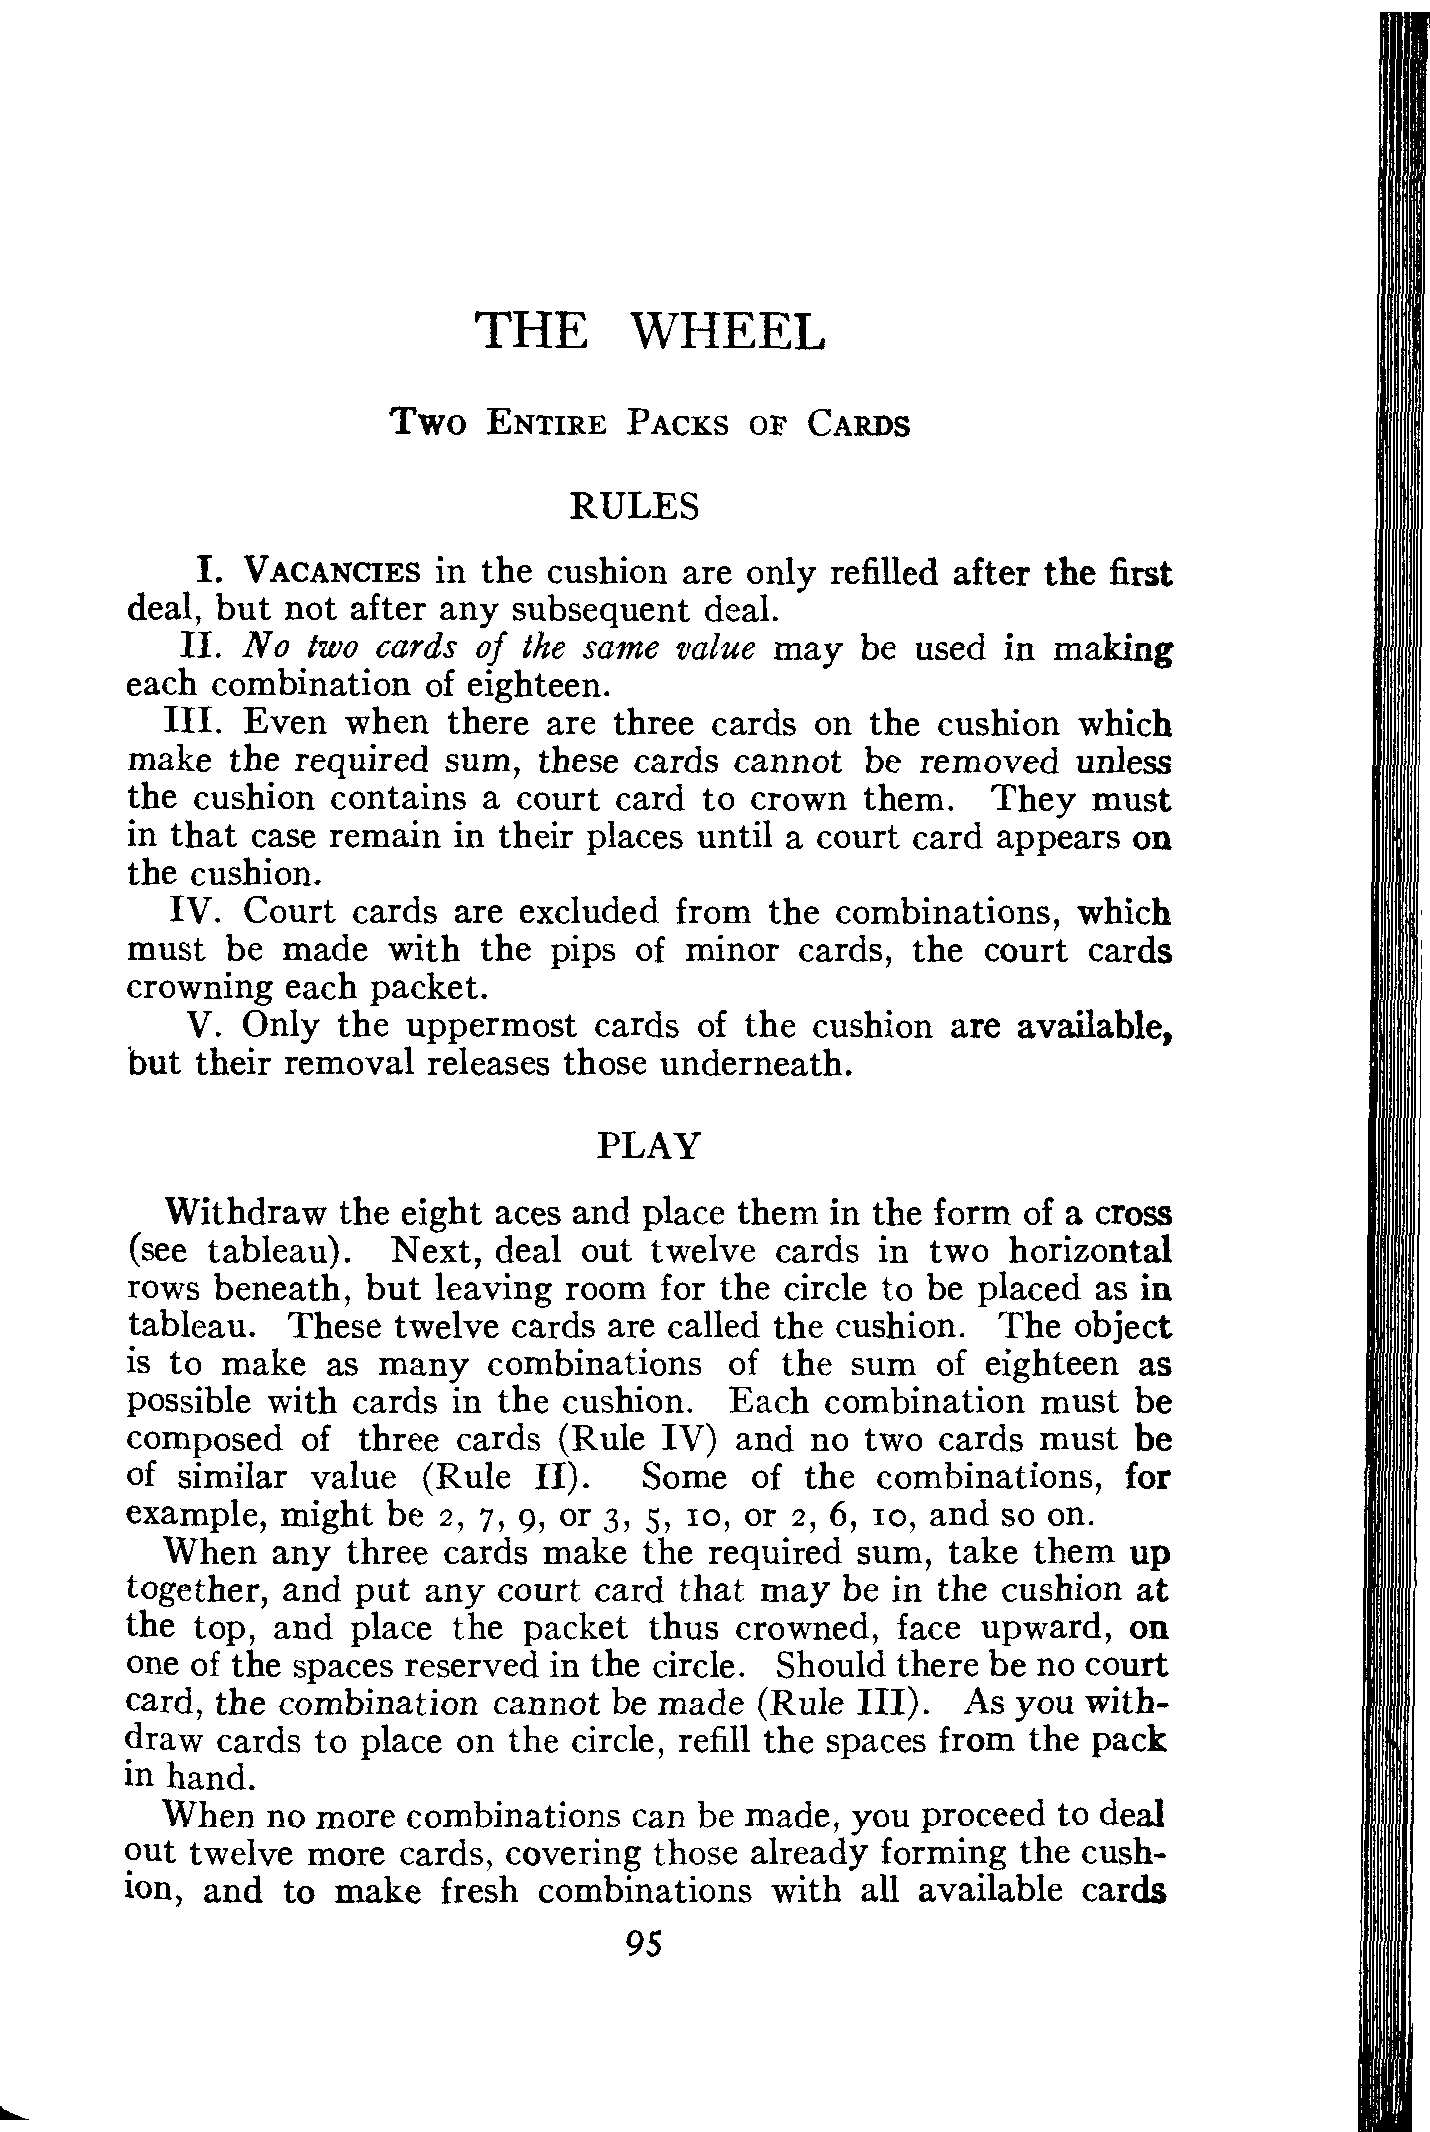 THE WHEEL
Two Entire Packs of Cards
RULES
I. Vacancies in the cushion are only refilled after the first
deal, but not after any subsequent deal.
II. No two cards of the same value may be used in making
each combination of eighteen.
III. Even when there are three cards on the cushion which
make the required sum, these cards cannot be removed unless
the cushion contains a court card to crown them. They must
in that case remain in their places until a court card appears on
the cushion.
IV. Court cards are excluded from the combinations, which
must be made with the pips of minor cards, the court cards
crowning each packet.
V. Only the uppermost cards of the cushion are available,
but their removal releases those underneath.
PLAY
Withdraw the eight aces and place them in the form of a cross
(see tableau). Next, deal out twelve cards in two horizontal
rows beneath, but leaving room for the circle to be placed as in
tableau. These twelve cards are called the cushion. The object
is to make as many combinations of the sum of eighteen as
possible with cards in the cushion. Each combination must be
composed of three cards (Rule IV) and no two cards must be
of similar value (Rule II). Some of the combinations, for
example, might be 2, 7, 9, or 3, 5, 10, or 2, 6, 10, and so on.
When any three cards make the required sum, take them up
together, and put any court card that may be in the cushion at
the top, and place the packet thus crowned, face upward, on
one of the spaces reserved in the circle. Should there be no court
card, the combination cannot be made (Rule III). As you with-
draw cards to place on the circle, refill the spaces from the pack
in hand.
When no more combinations can be made, you proceed to deal
out twelve more cards, covering those already forming the cush-
ion, and to make fresh combinations with all available cards
95